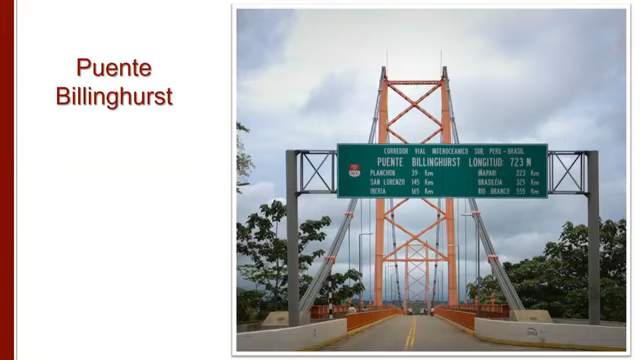 Puente
Billinghurst
CORREDOR VIAL INTEROCEANICO SUR, PERU - BRASIL
PUENTE BILLINGHURST LONGITUD: 723 M
PLANCHON 39 Km IÑAPARI 223 Km
SAN LORENZO 145 Km BRASILEIA 325 Km
IBERIA 165 Km RIO BRANCO 555 Km